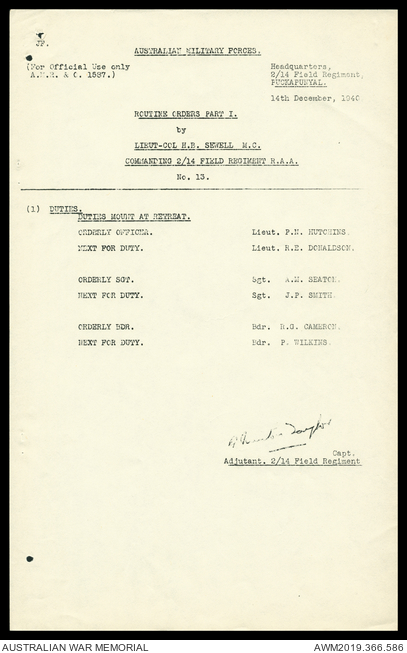 JP.
AUSTRALIAN MILITARY FORCES.
(For Official Use only
A.M.R. & O. 1587.)
Headquarters,
2/14 Field Regiment,
PUCKAPUNYAL.
14th December, 1940
ROUTINE ORDERS PART I.
by
LIEUT-COL H.B. SEWELL M.C.
COMMANDING 2/14 FIELD REGIMENT R.A.A.
No. 13.
(1) DUTIES.
DUTIES MOUNT AT RETREAT.
ORDERLY OFFICER. Lieut. P.N. HUTCHINS.
NEXT FOR DUTY. Lieut. R.E. DONALDSON.
ORDERLY SGT. Sgt. A.M. SEATON.
NEXT FOR DUTY. Sgt. J.P. SMITH.
ORDERLY BDR. Bdr. R.G. CAMERON.
NEXT FOR DUTY. Bdr. P. WILKINS.
Capt.
Adjutant. 2/14 Field Regiment
AUSTRALIAN WAR MEMORIAL
AWM2019.366.586